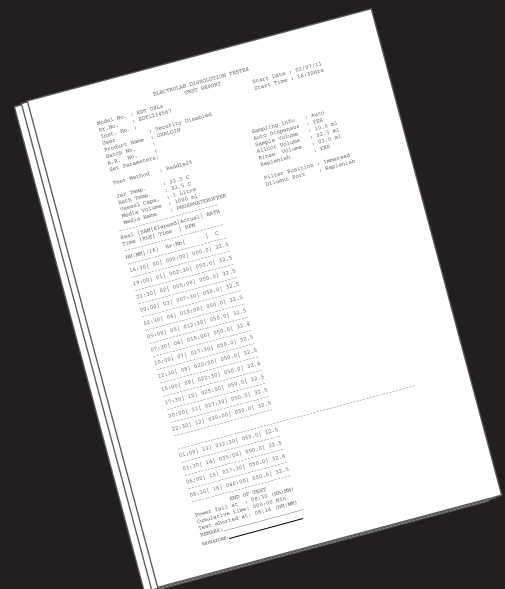 ELECTROLAB DISSOLUTION TESTER
TEST REPORT
Start Date : 02/07/11
Start Time : 16:30Hrs
Model No. : EDT 08Lx
Sr.No. : EDT1234567
Inst. No. :
User : Security Disabled
Product Name : OXALGIN
Batch No. :
A.R. No. :
Set Parameters:
Test Method : Paddle25
Jar Temp. : 32.5 C
Bath Temp. : 32.5 C
Vessel Caps. : 1 Litre
Media Volume : 1000 ml
Media Name : PHOSPHATEBUFFER
Sampling Info : Auto
Auto Dispensor : YES
Sample Volume : 10.0 ml
Alicot Volume : 02.5 ml
Rinse Volume : 03.0 ml
Replenish : YES
Filter Position : Immersed
Diluent Port : Replenish
Real |SAM|Elapsed|Actual| BATH
Time |PLE| Time | RPM
HH:MM|/16| Hr:Mn| | C
16:30| 00| 000:00| 050.0| 32.5
19:00| 01| 002:30| 050.0| 32.5
21:30| 02| 005:00| 050.0| 32.5
00:00| 03| 007:30| 050.0| 32.5
02:30| 04| 010:00| 050.0| 32.5
05:00| 05| 012:30| 050.0| 32.5
07:30| 06| 015:00| 050.0| 32.4
10:00| 07| 017:30| 050.0| 32.5
12:30| 08| 020:00| 050.0| 32.5
15:00| 09| 022:30| 050.0| 32.4
17:30| 10| 025:00| 050.0| 32.5
20:00| 11| 027:30| 050.0| 32.5
22:30| 12| 030:00| 050.0| 32.5
01:00| 13| 032:30| 050.0| 32.5
03:30| 14| 035:00| 050.0| 32.5
06:00| 15| 037:30| 050.0| 32.6
08:30| 16| 040:00| 050.0| 32.5
END OF TEST
Power fail at : 08:30 (HH:MM)
Cumulative time: 000:00 Min
Test aborted at: 08:34 (HH:MM)
REMARK:
SIGNATURE: